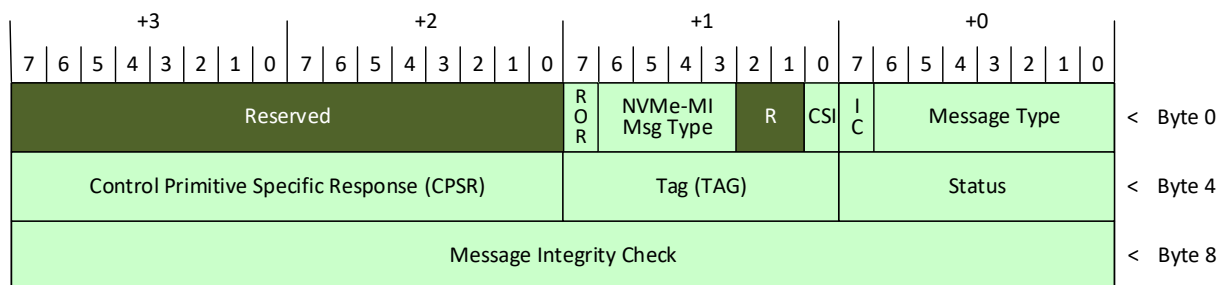 +3 +2 +1 +0
7 6 5 4 3 2 1 0 7 6 5 4 3 2 1 0 7 6 5 4 3 2 1 0 7 6 5 4 3 2 1 0
Reserved ROR NVMe-MI Msg Type R CSI IC Message Type < Byte 0
Control Primitive Specific Response (CPSR) Tag (TAG) Status < Byte 4
Message Integrity Check < Byte 8